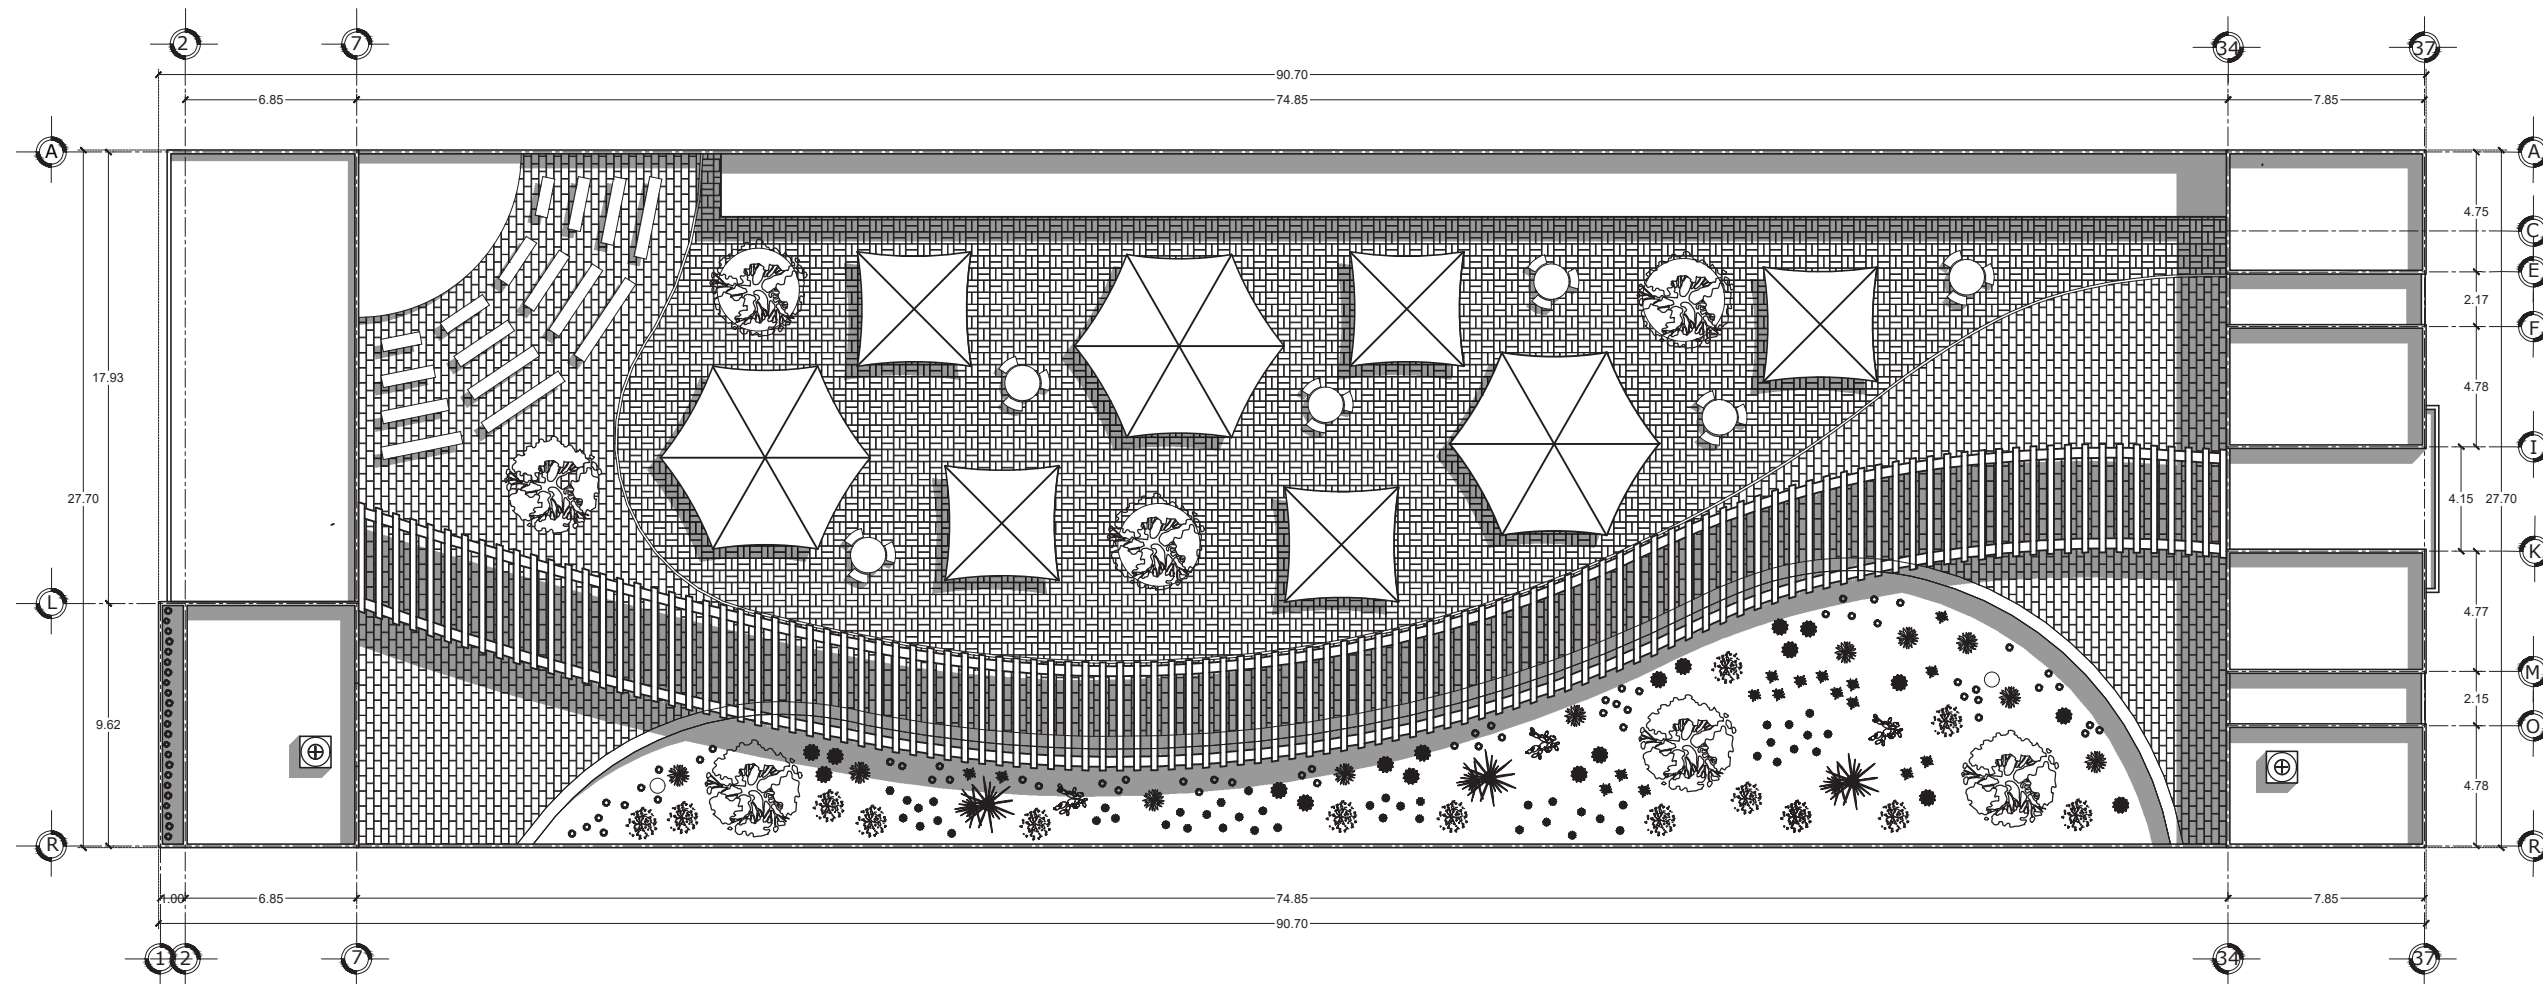 2 7 34 37
90.70
6.85 74.85 7.85
A A
4.75
C
E
2.17
F
17.93 4.78
I
27.70 4.15 27.70
K
L 4.77
M
2.15
9.62 O
4.78
R R
1.00 6.85 74.85 7.85
90.70
1 2 7 34 37